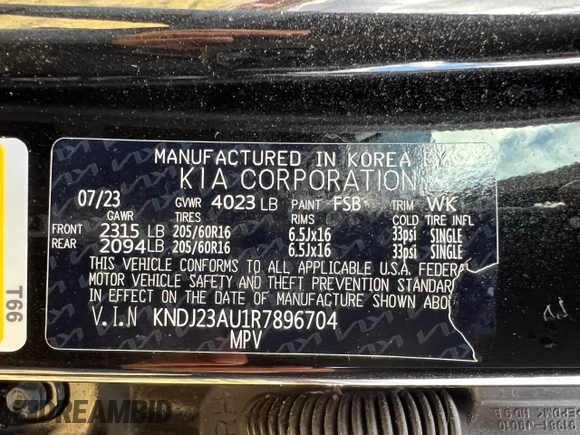 MANUFACTURED IN KOREA BY
KIA CORPORATION
07/23 GVWR 4023 LB PAINT FSB TRIM WK
GAWR TIRES RIMS COLD TIRE INFL
FRONT 2315 LB 205/60R16 6.5Jx16 33psi SINGLE
REAR 2094 LB 205/60R16 6.5Jx16 33psi SINGLE
THIS VEHICLE CONFORMS TO ALL APPLICABLE U.S.A. FEDERA
MOTOR VEHICLE SAFETY AND THEFT PREVENTION STANDAR
IN EFFECT ON THE DATE OF MANUFACTURE SHOWN ABO
V.I.N KNDJ23AU1R7896704
MPV
T66
DREAMBID